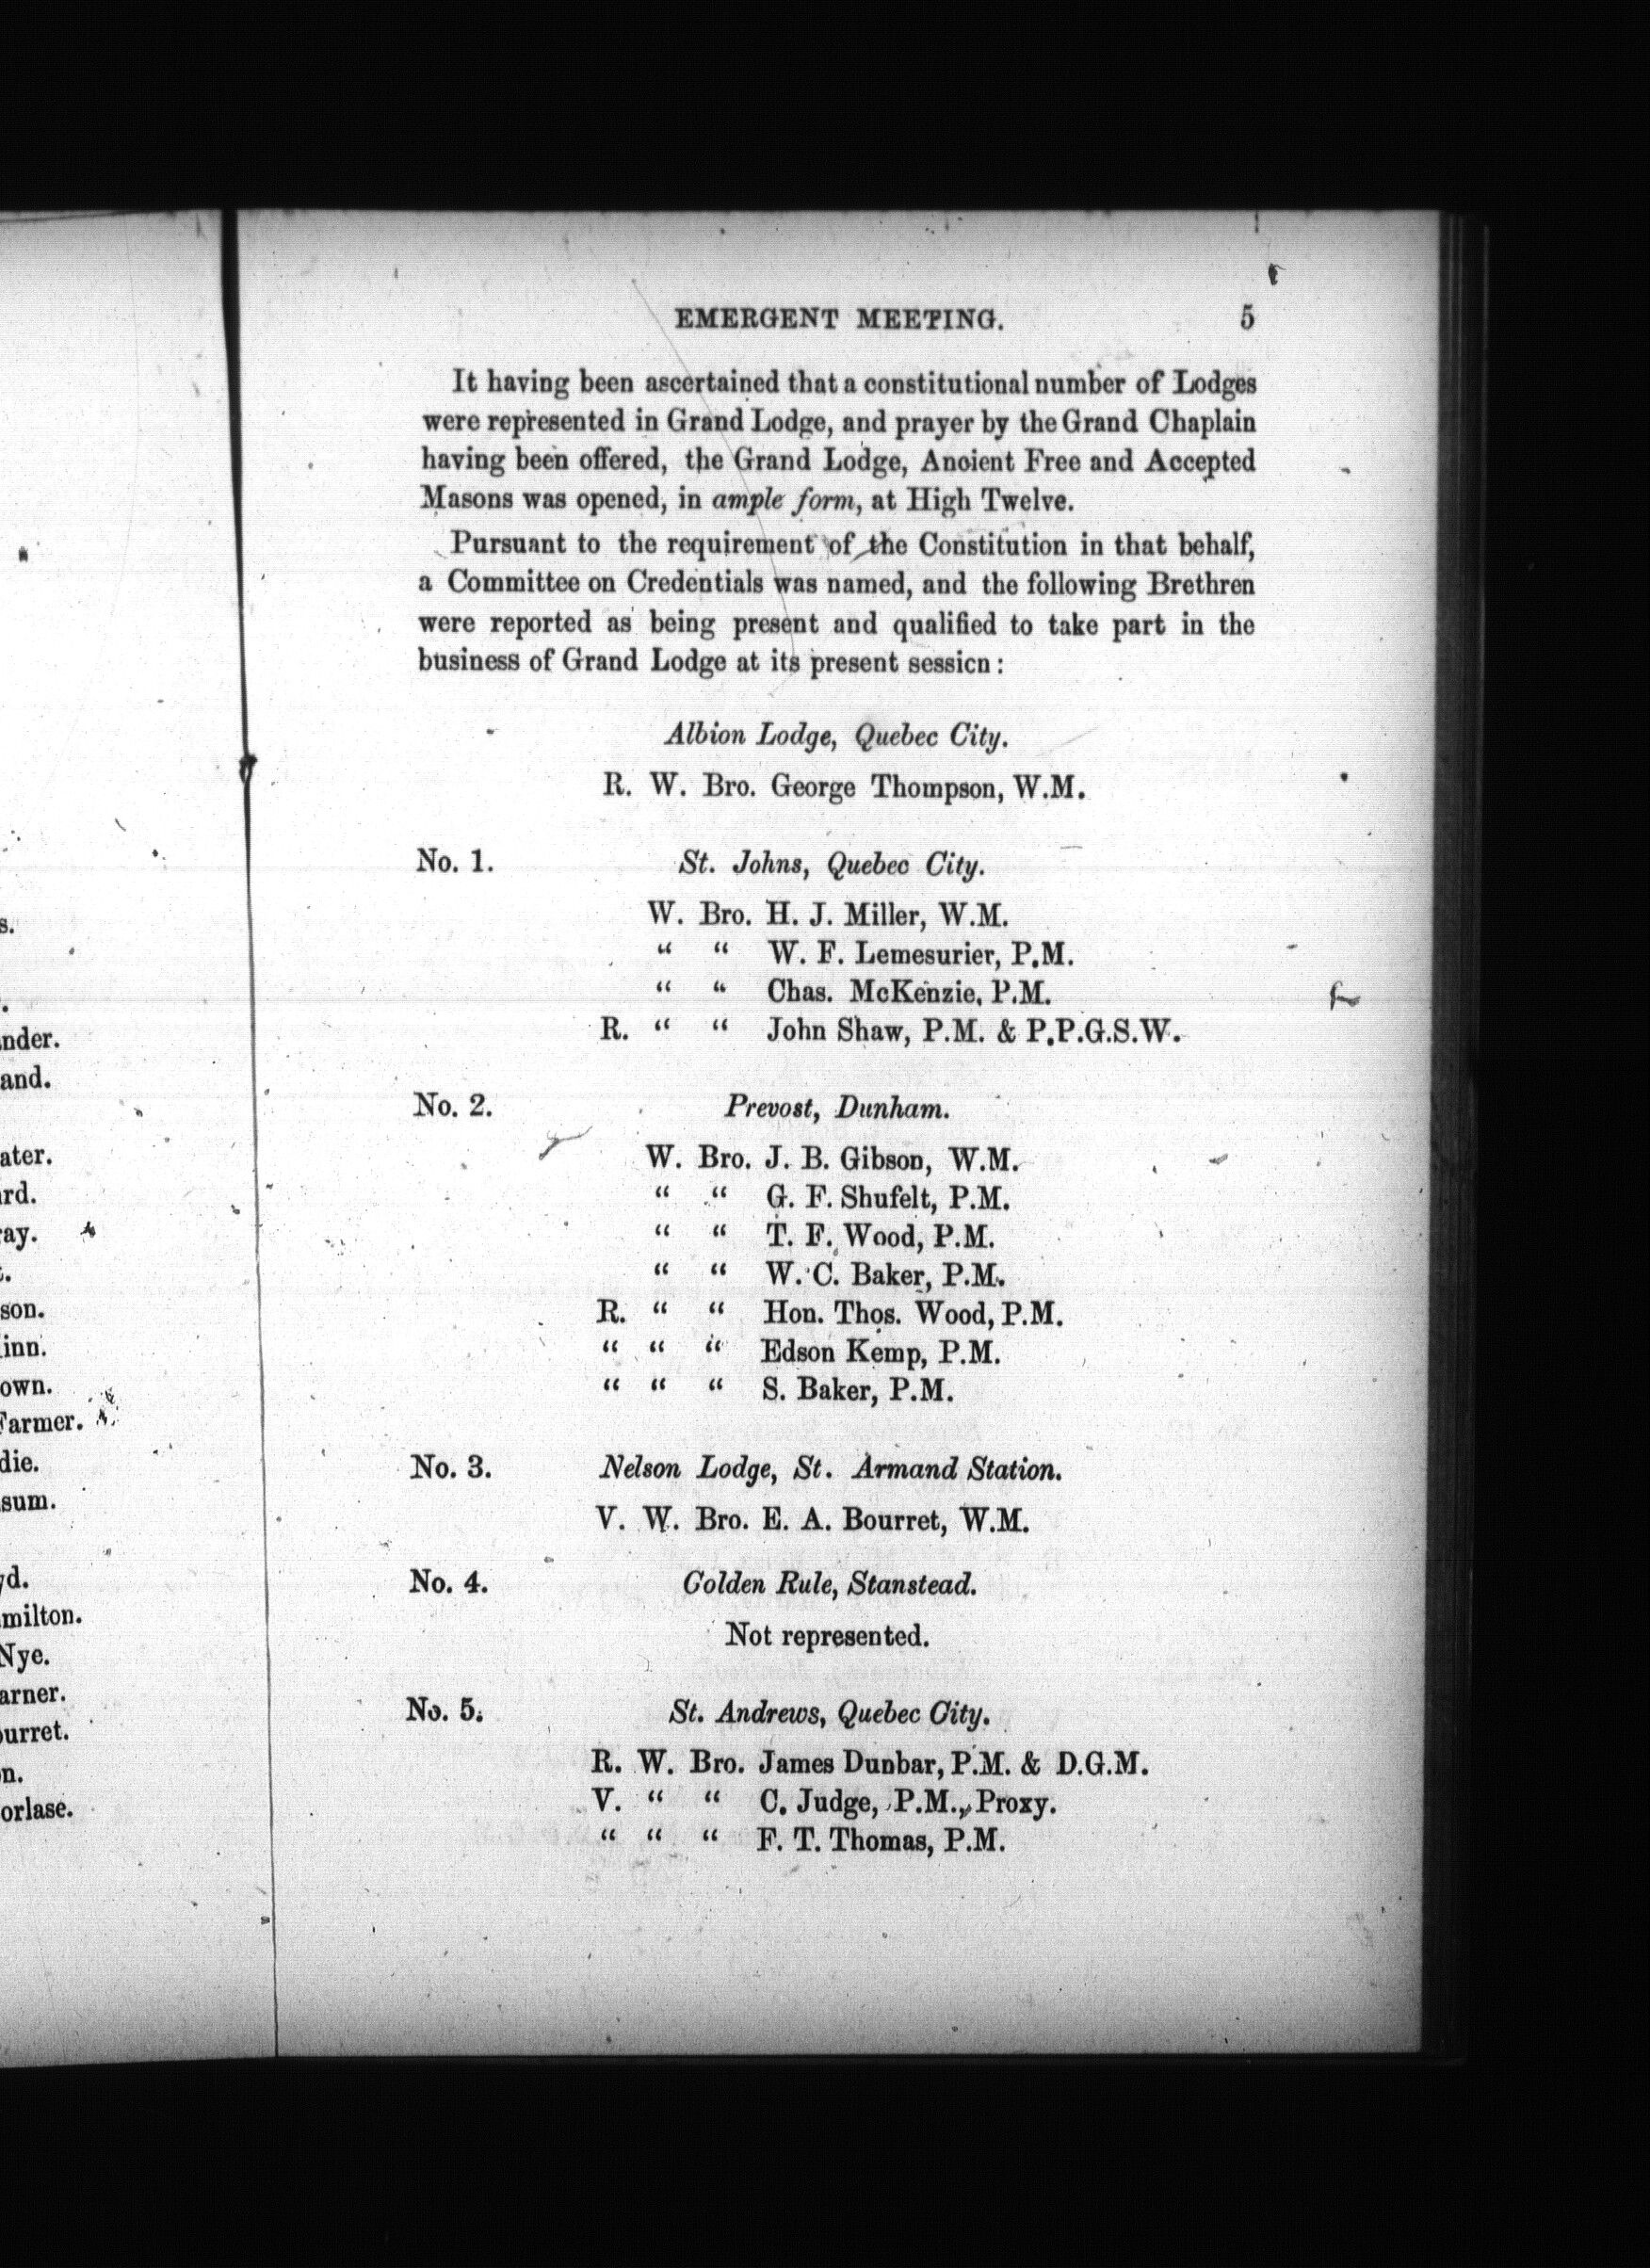 EMERGENT MEETING. 5
It having been ascertained that a constitutional number of Lodges
were represented in Grand Lodge, and prayer by the Grand Chaplain
having been offered, the Grand Lodge, Ancient Free and Accepted
Masons was opened, in ample form, at High Twelve.
Pursuant to the requirement of the Constitution in that behalf,
a Committee on Credentials was named, and the following Brethren
were reported as being present and qualified to take part in the
business of Grand Lodge at its present session:
Albion Lodge, Quebec City.
R. W. Bro. George Thompson, W.M.
No. 1. St. Johns, Quebec City.
W. Bro. H. J. Miller, W.M.
“ “ W. F. Lemesurier, P.M.
“ “ Chas. McKenzie, P.M.
R. “ “ John Shaw, P.M. & P.P.G.S.W.
No. 2. Prevost, Dunham.
W. Bro. J. B. Gibson, W.M.
“ “ G. F. Shufelt, P.M.
“ “ T. F. Wood, P.M.
“ “ W. C. Baker, P.M.
R. “ “ Hon. Thos. Wood, P.M.
“ “ “ Edson Kemp, P.M.
“ “ “ S. Baker, P.M.
No. 3. Nelson Lodge, St. Armand Station.
V. W. Bro. E. A. Bourret, W.M.
No. 4. Golden Rule, Stanstead.
Not represented.
No. 5. St. Andrews, Quebec City.
R. W. Bro. James Dunbar, P.M. & D.G.M.
V. “ “ C. Judge, P.M., Proxy.
“ “ “ F. T. Thomas, P.M.